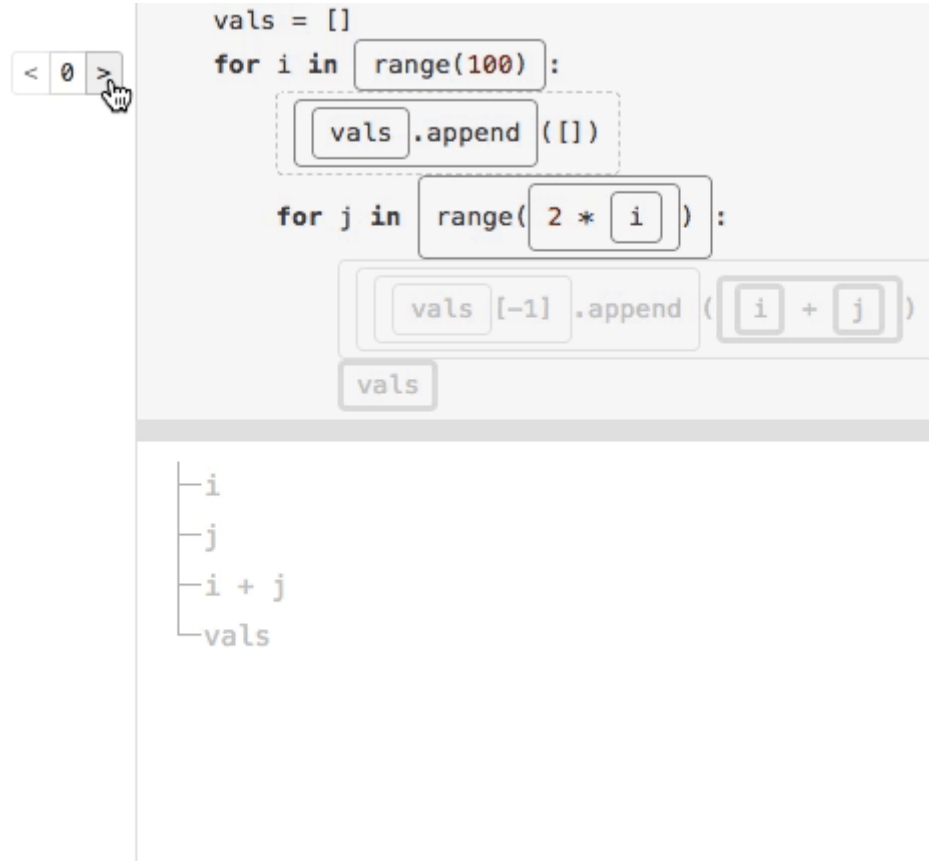 vals = []
< 0 > for i in range(100) :
vals .append ([])
for j in range( 2 * i ) :
vals [-1] .append ( i + j )
vals
i
j
i + j
vals